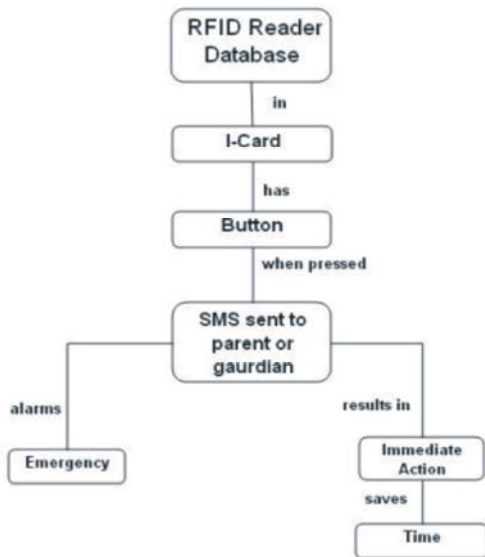 RFID Reader
Database
in
I-Card
has
Button
when pressed
SMS sent to
parent or
gaurdian
alarms
results in
Emergency
Immediate
Action
saves
Time